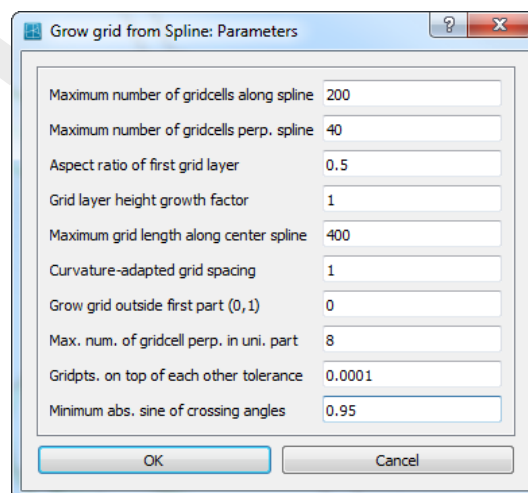 Grow grid from Spline: Parameters
Maximum number of gridcells along spline 200
Maximum number of gridcells perp. spline 40
Aspect ratio of first grid layer 0.5
Grid layer height growth factor 1
Maximum grid length along center spline 400
Curvature-adapted grid spacing 1
Grow grid outside first part (0,1) 0
Max. num. of gridcell perp. in uni. part 8
Gridpts. on top of each other tolerance 0.0001
Minimum abs. sine of crossing angles 0.95
OK Cancel